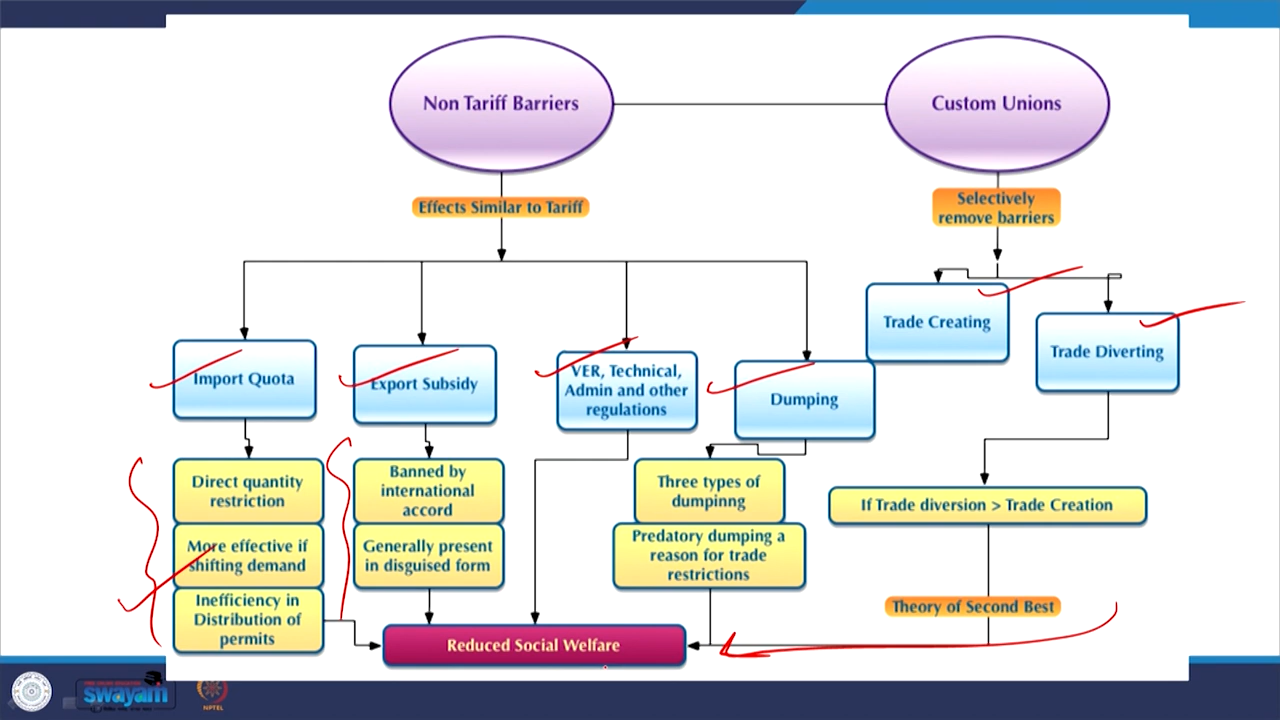 Non Tariff Barriers
Custom Unions
Effects Similar to Tariff
Selectively
remove barriers
Import Quota
Export Subsidy
VER, Technical,
Admin and other
regulations
Dumping
Trade Creating
Trade Diverting
Direct quantity
restriction
More effective if
shifting demand
Inefficiency in
Distribution of
permits
Banned by
international
accord
Generally present
in disguised form
Three types of
dumpinng
Predatory dumping a
reason for trade
restrictions
If Trade diversion > Trade Creation
Theory of Second Best
Reduced Social Welfare
swayam
NPTEL